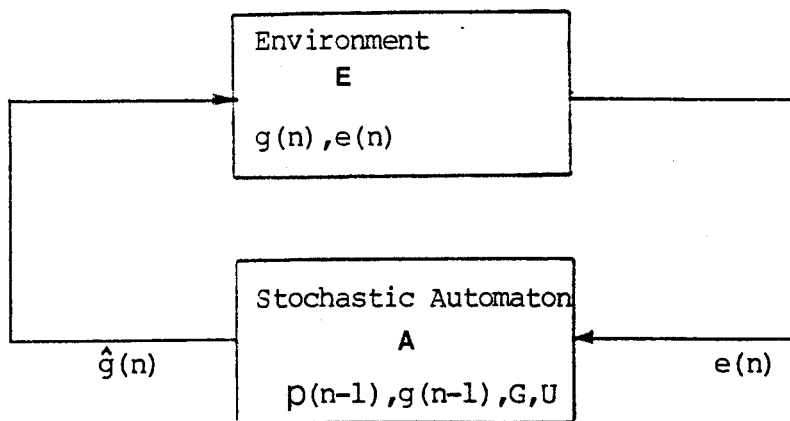 Environment
E
g(n),e(n)
Stochastic Automaton
A
p(n-1),g(n-1),G,U
ĝ(n)
e(n)